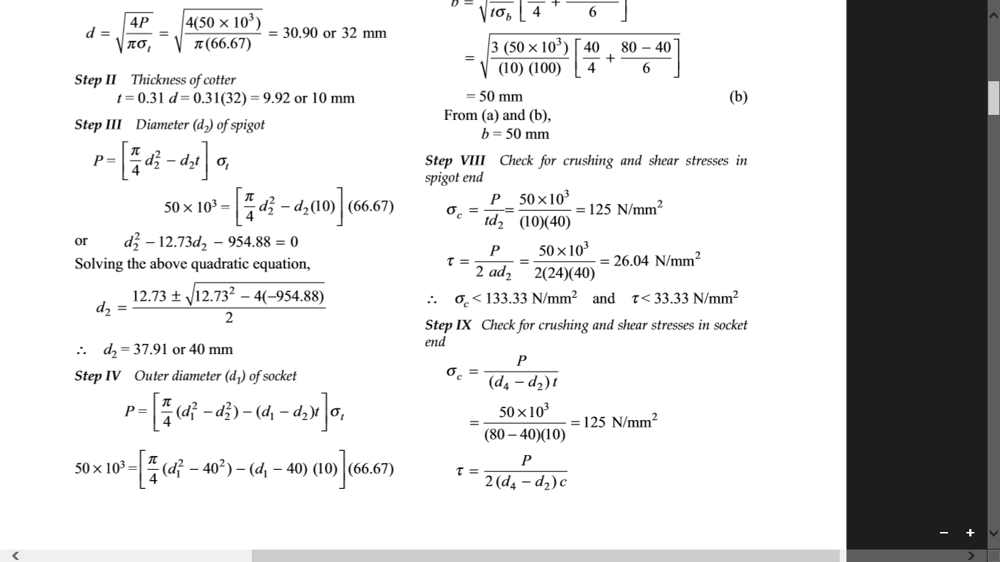 d = √(4P/πσₜ) = √(4(50 × 10³)/π(66.67)) = 30.90 or 32 mm
Step II Thickness of cotter
t = 0.31 d = 0.31(32) = 9.92 or 10 mm
Step III Diameter (d₂) of spigot
P = [π/4 d₂² − d₂t] σₜ
50 × 10³ = [π/4 d₂² − d₂(10)] (66.67)
or d₂² − 12.73d₂ − 954.88 = 0
Solving the above quadratic equation,
d₂ = (12.73 ± √(12.73² − 4(−954.88)))/2
∴ d₂ = 37.91 or 40 mm
Step IV Outer diameter (d₁) of socket
P = [π/4 (d₁² − d₂²) − (d₁ − d₂)t] σₜ
50 × 10³ = [π/4 (d₁² − 40²) − (d₁ − 40) (10)] (66.67)
b = √(/tσ_b [/4 + /6])
= √(3 (50 × 10³)/(10) (100) [40/4 + (80 − 40)/6])
= 50 mm (b)
From (a) and (b),
b = 50 mm
Step VIII Check for crushing and shear stresses in
spigot end
σ_c = P/td₂ = 50×10³/(10)(40) = 125 N/mm²
τ = P/2 ad₂ = 50×10³/2(24)(40) = 26.04 N/mm²
∴ σ_c < 133.33 N/mm² and τ < 33.33 N/mm²
Step IX Check for crushing and shear stresses in socket
end
σ_c = P/(d₄ − d₂) t
= 50×10³/(80 − 40)(10) = 125 N/mm²
τ = P/2 (d₄ − d₂) c